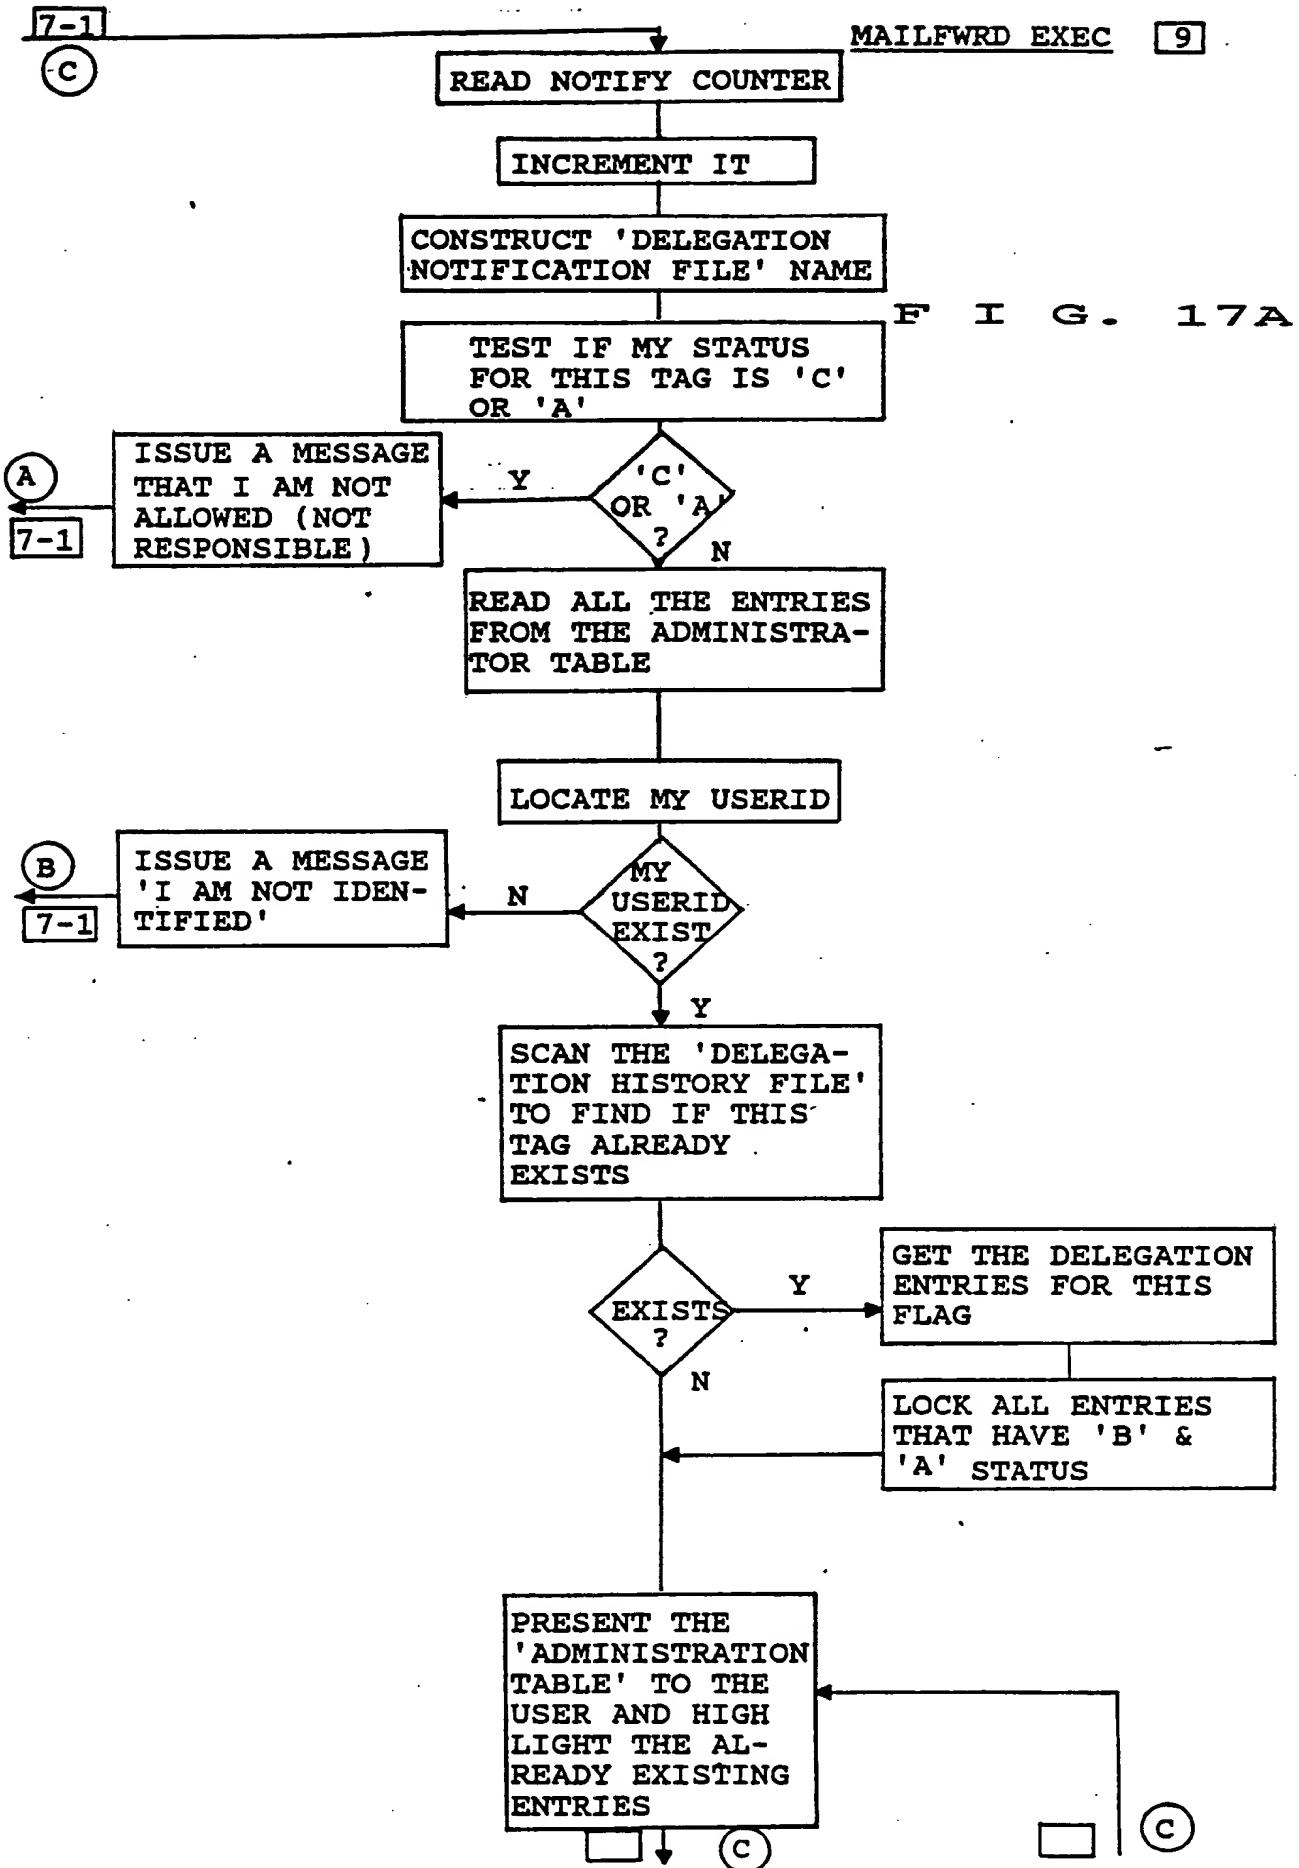 7-1
C
MAILFWRD EXEC 9
READ NOTIFY COUNTER
INCREMENT IT
CONSTRUCT 'DELEGATION
NOTIFICATION FILE' NAME
F I G. 17A
TEST IF MY STATUS
FOR THIS TAG IS 'C'
OR 'A'
'C'
OR 'A'
?
Y
N
ISSUE A MESSAGE
THAT I AM NOT
ALLOWED (NOT
RESPONSIBLE)
A
7-1
READ ALL THE ENTRIES
FROM THE ADMINISTRA-
TOR TABLE
LOCATE MY USERID
MY
USERID
EXIST
?
N
Y
ISSUE A MESSAGE
'I AM NOT IDEN-
TIFIED'
B
7-1
SCAN THE 'DELEGA-
TION HISTORY FILE'
TO FIND IF THIS
TAG ALREADY
EXISTS
EXISTS
?
Y
N
GET THE DELEGATION
ENTRIES FOR THIS
FLAG
LOCK ALL ENTRIES
THAT HAVE 'B' &
'A' STATUS
PRESENT THE
'ADMINISTRATION
TABLE' TO THE
USER AND HIGH
LIGHT THE AL-
READY EXISTING
ENTRIES
C
C